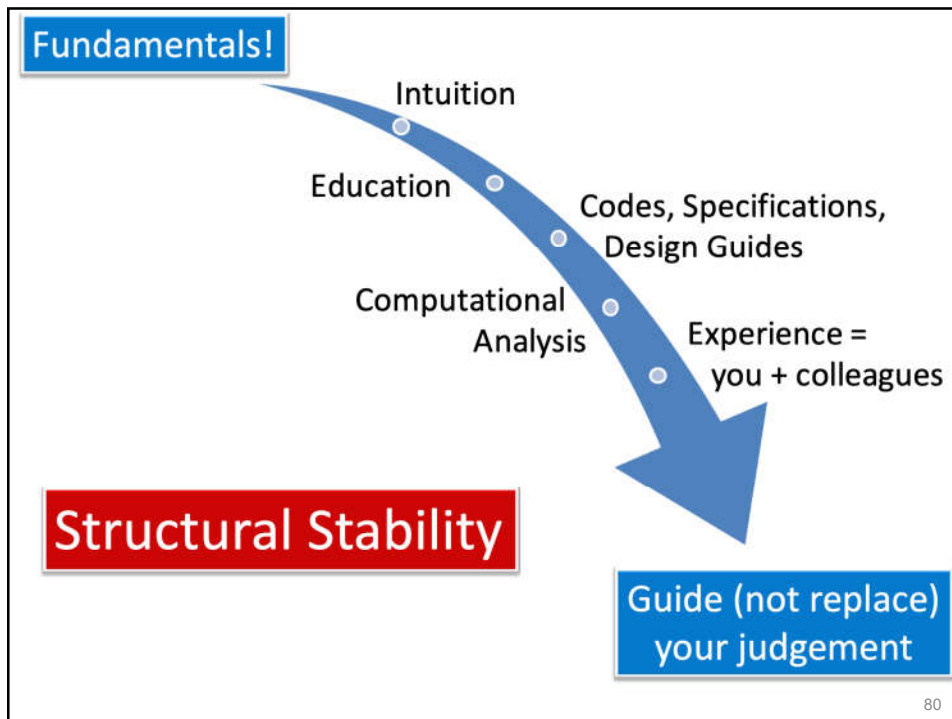 Fundamentals!
Intuition
Education
Codes, Specifications,
Design Guides
Computational
Analysis
Experience =
you + colleagues
Structural Stability
Guide (not replace)
your judgement
80